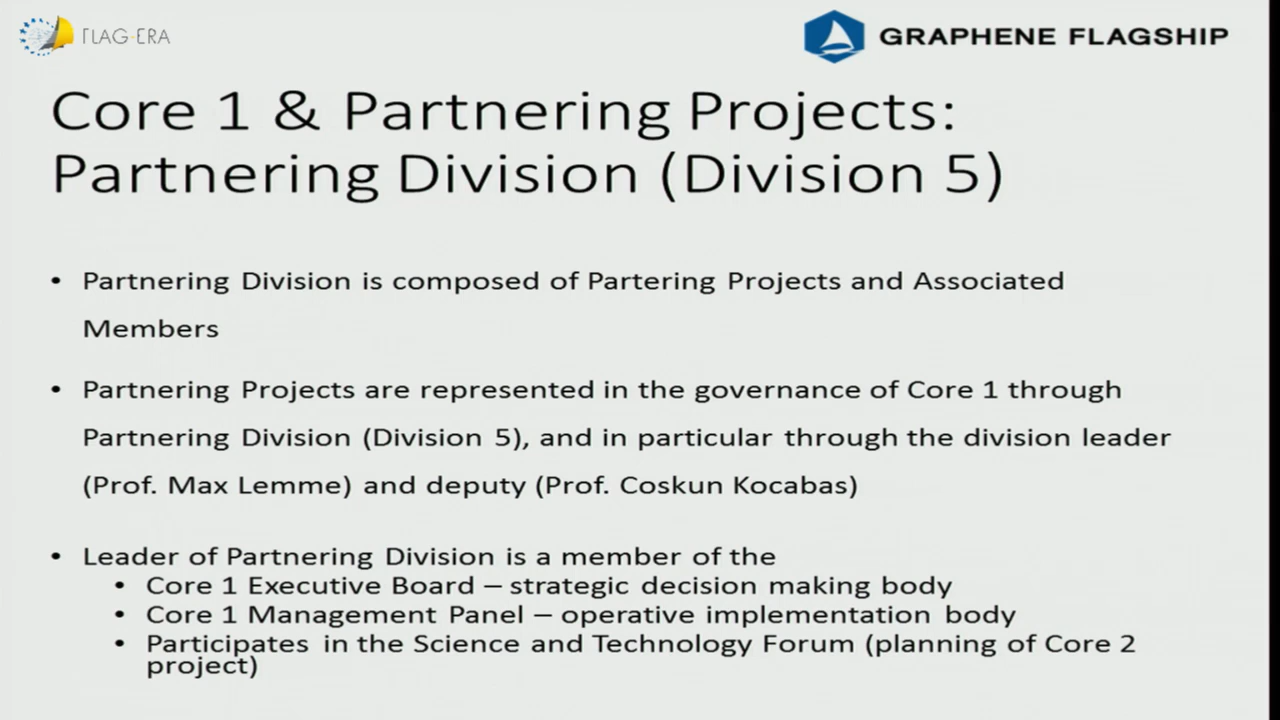 FLAG-ERA
GRAPHENE FLAGSHIP
Core 1 & Partnering Projects:
Partnering Division (Division 5)
• Partnering Division is composed of Partering Projects and Associated
Members
• Partnering Projects are represented in the governance of Core 1 through
Partnering Division (Division 5), and in particular through the division leader
(Prof. Max Lemme) and deputy (Prof. Coskun Kocabas)
• Leader of Partnering Division is a member of the
• Core 1 Executive Board – strategic decision making body
• Core 1 Management Panel – operative implementation body
• Participates in the Science and Technology Forum (planning of Core 2
project)